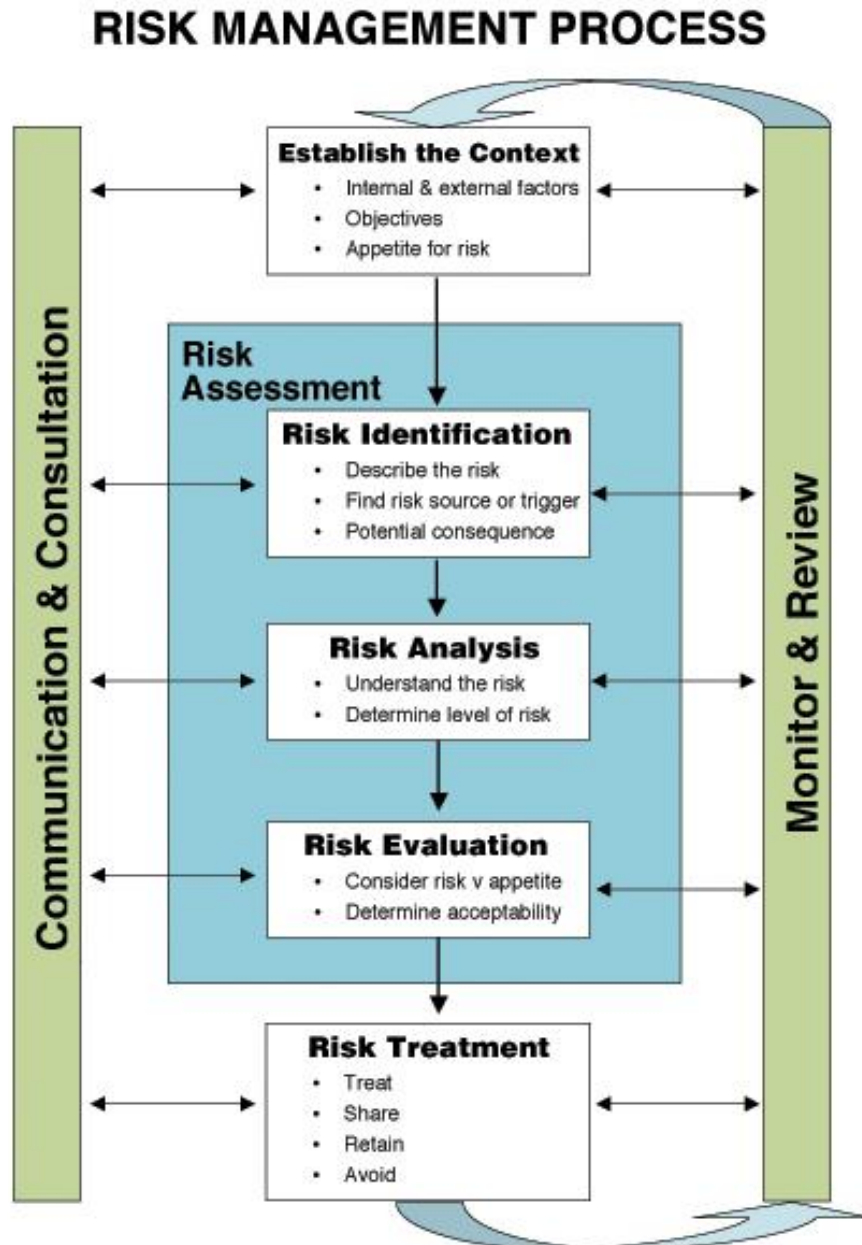 RISK MANAGEMENT PROCESS
Communication & Consultation
Establish the Context
• Internal & external factors
• Objectives
• Appetite for risk
Risk
Assessment
Risk Identification
• Describe the risk
• Find risk source or trigger
• Potential consequence
Risk Analysis
• Understand the risk
• Determine level of risk
Risk Evaluation
• Consider risk v appetite
• Determine acceptability
Risk Treatment
• Treat
• Share
• Retain
• Avoid
Monitor & Review